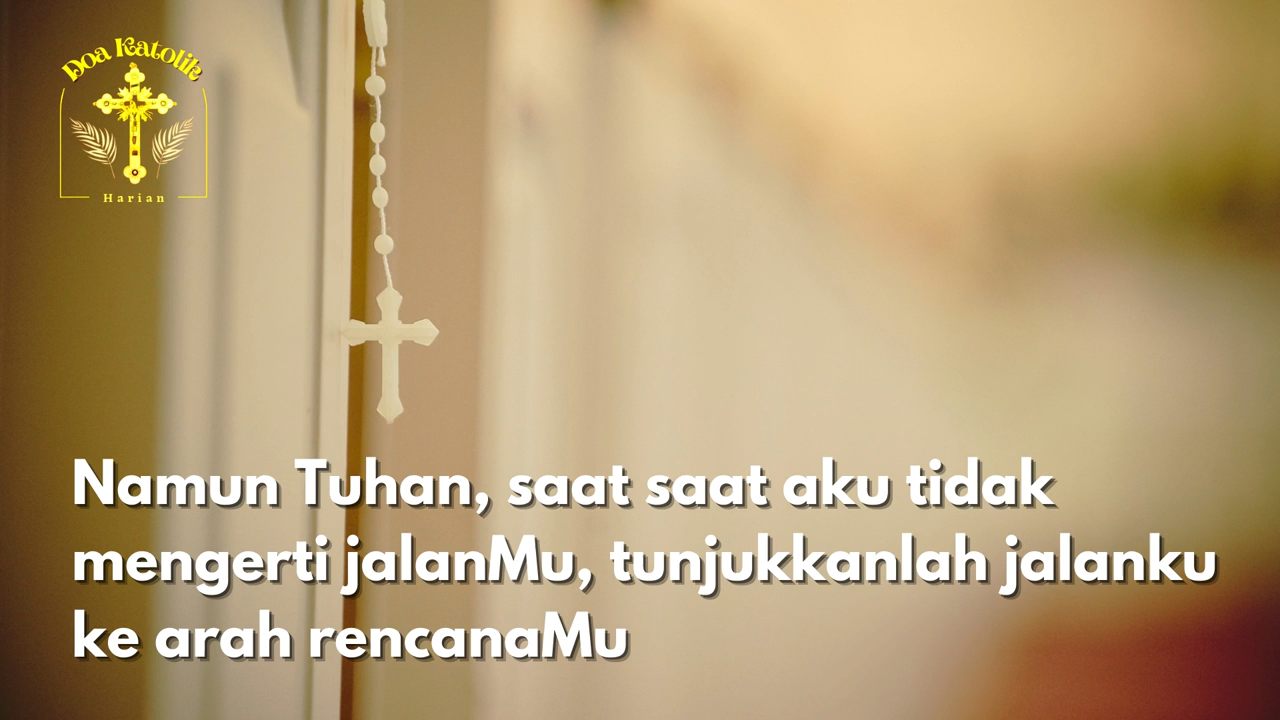 Doa Katolik
Harian
Namun Tuhan, saat saat aku tidak
mengerti jalanMu, tunjukkanlah jalanku
ke arah rencanaMu